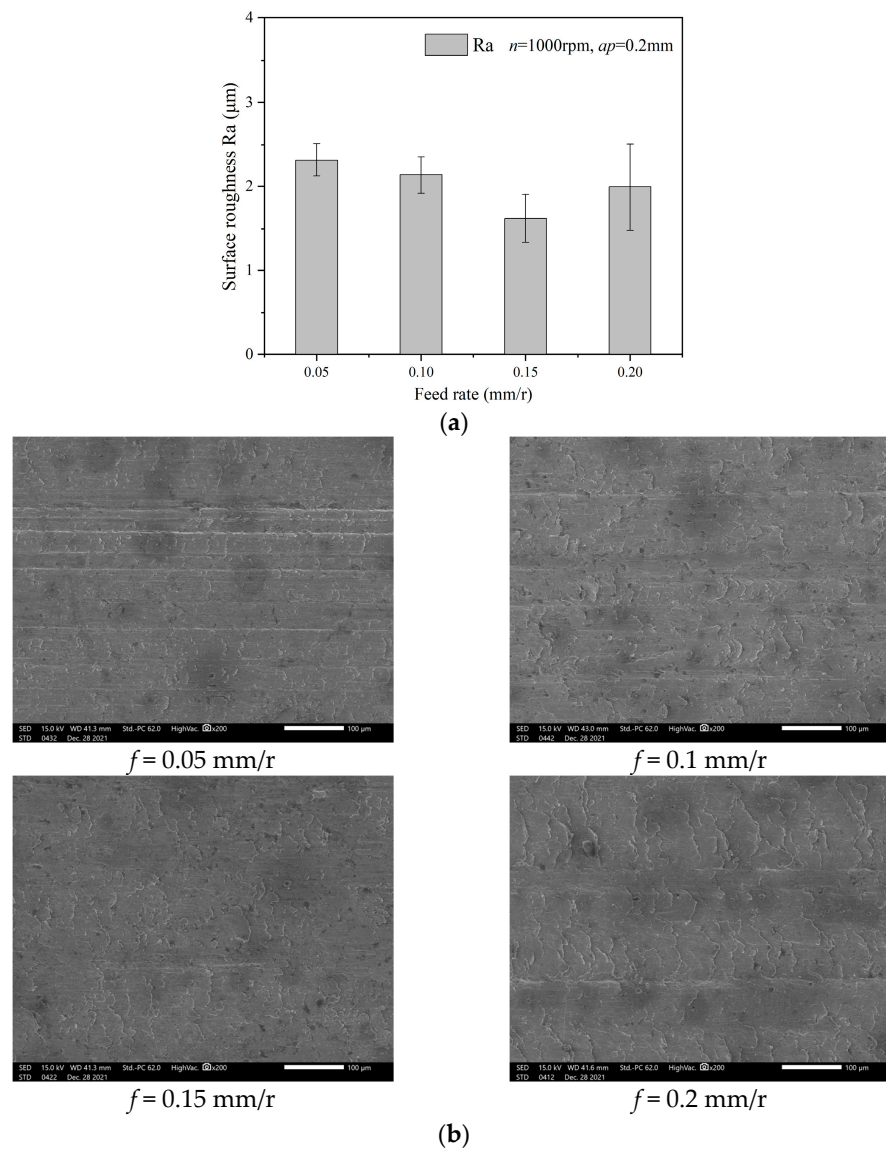 4
Ra n=1000rpm, ap=0.2mm
3
Surface roughness Ra (μm)
2
1
0
0.05 0.10 0.15 0.20
Feed rate (mm/r)
(a)
SED 15.0 kV WD 41.3 mm Std.-PC 62.0 HighVac. x200 100 μm
STD 0432 Dec. 28 2021
SED 15.0 kV WD 43.0 mm Std.-PC 62.0 HighVac. x200 100 μm
STD 0442 Dec. 28 2021
f = 0.05 mm/r
f = 0.1 mm/r
SED 15.0 kV WD 41.3 mm Std.-PC 62.0 HighVac. x200 100 μm
STD 0422 Dec. 28 2021
SED 15.0 kV WD 41.6 mm Std.-PC 62.0 HighVac. x200 100 μm
STD 0412 Dec. 28 2021
f = 0.15 mm/r
f = 0.2 mm/r
(b)